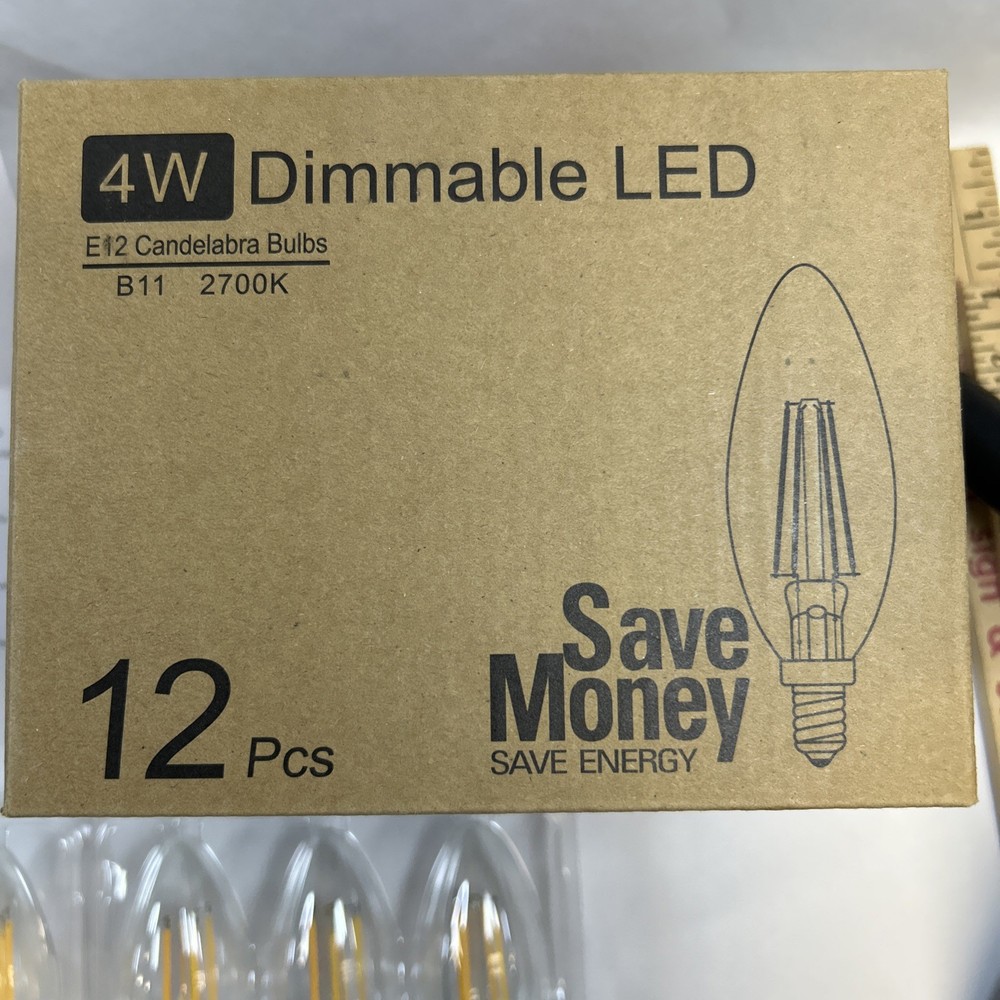 4W Dimmable LED
E12 Candelabra Bulbs
B11 2700K
Save
Money
SAVE ENERGY
12 Pcs